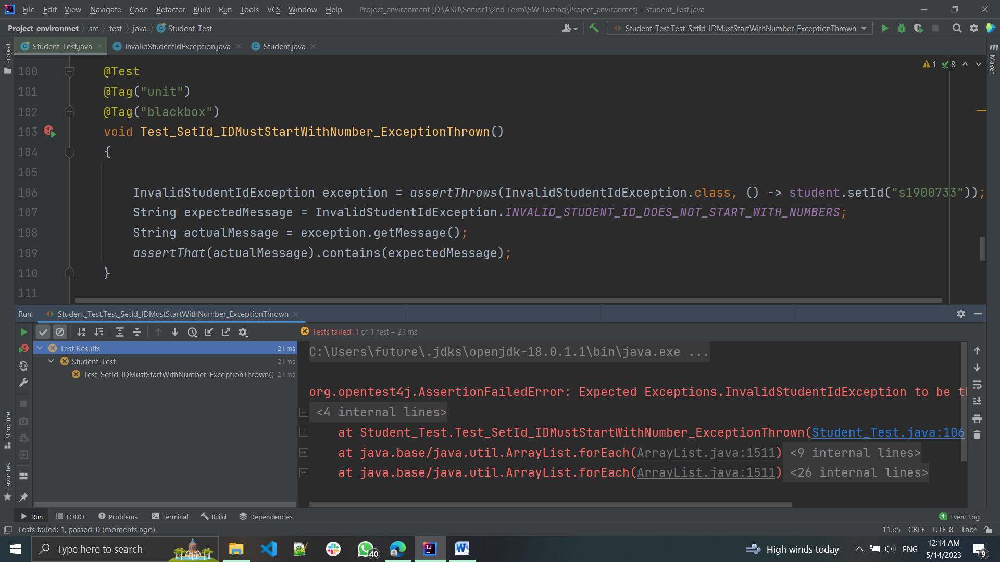 File Edit View Navigate Code Refactor Build Run Tools VCS Window Help Project_environment [D:\ASU\Senior1\2nd Term\SW Testing\Project_environmet] - Student_Test.java
Project_environmet src test java Student_Test Student_Test.Test_SetId_IDMustStartWithNumber_ExceptionThrown
Student_Test.java InvalidStudentIdException.java Student.java
Project
Maven
1 8
100 @Test
101 @Tag("unit")
102 @Tag("blackbox")
103 void Test_SetId_IDMustStartWithNumber_ExceptionThrown()
104 {
105
106 InvalidStudentIdException exception = assertThrows(InvalidStudentIdException.class, () -> student.setId("s1900733"));
107 String expectedMessage = InvalidStudentIdException.INVALID_STUDENT_ID_DOES_NOT_START_WITH_NUMBERS;
108 String actualMessage = exception.getMessage();
109 assertThat(actualMessage).contains(expectedMessage);
110 }
111
Run: Student_Test.Test_SetId_IDMustStartWithNumber_ExceptionThrown
Tests failed: 1 of 1 test – 21 ms
Test Results 21 ms
Student_Test 21 ms
Test_SetId_IDMustStartWithNumber_ExceptionThrown() 21 ms
C:\Users\future\.jdks\openjdk-18.0.1.1\bin\java.exe ...
org.opentest4j.AssertionFailedError: Expected Exceptions.InvalidStudentIdException to be th
<4 internal lines>
at Student_Test.Test_SetId_IDMustStartWithNumber_ExceptionThrown(Student_Test.java:106)
at java.base/java.util.ArrayList.forEach(ArrayList.java:1511) <9 internal lines>
at java.base/java.util.ArrayList.forEach(ArrayList.java:1511) <26 internal lines>
Structure
Favorites
Run TODO Problems Terminal Build Dependencies 1 Event Log
Tests failed: 1, passed: 0 (moments ago) 115:5 CRLF UTF-8 Tab*
Type here to search 40 High winds today ENG 12:14 AM
5/14/2023 9